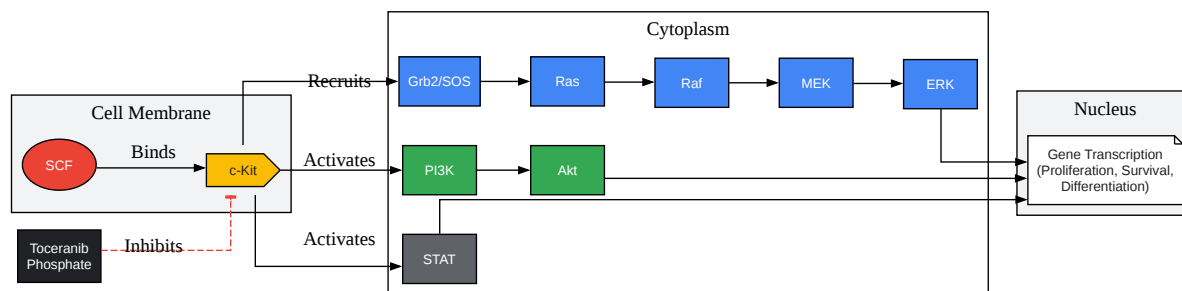 Cytoplasm
Recruits
Grb2/SOS
Ras
Raf
MEK
ERK
Cell Membrane
SCF
Binds
c-Kit
Activates
PI3K
Akt
Nucleus
Gene Transcription
(Proliferation, Survival,
Differentiation)
Toceranib
Phosphate
Inhibits
Activates
STAT